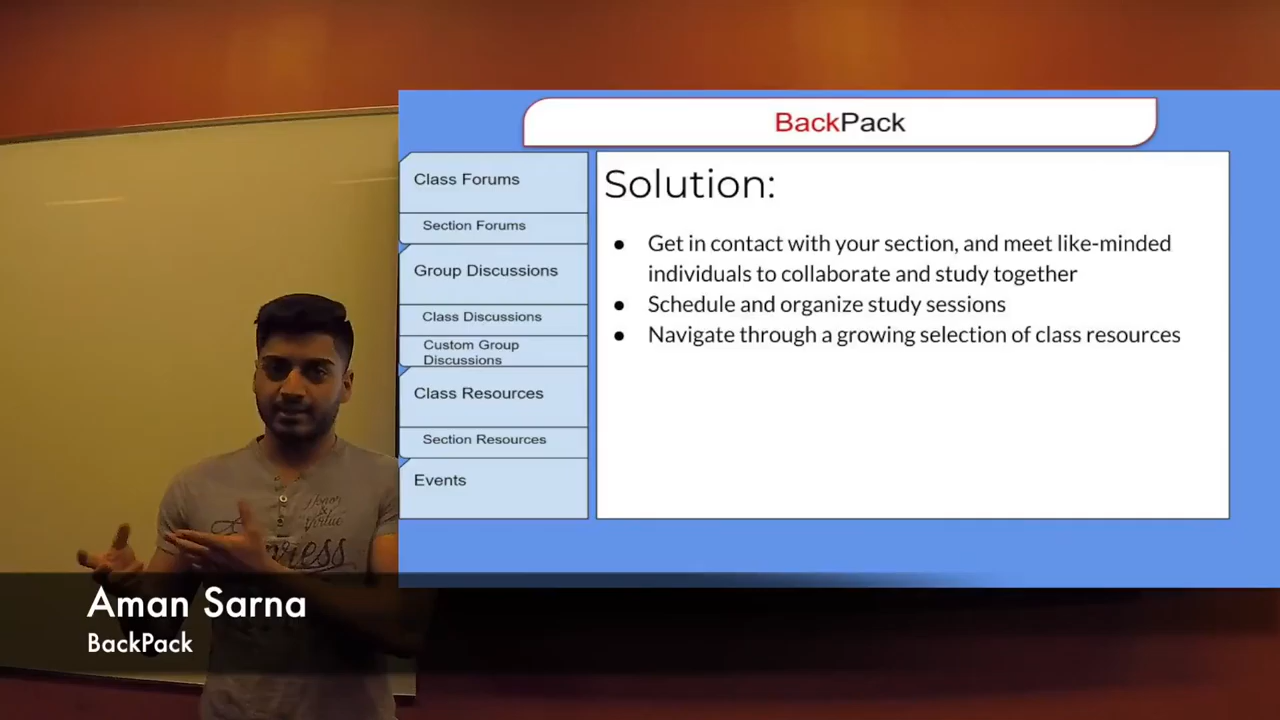 BackPack
Class Forums
Section Forums
Group Discussions
Class Discussions
Custom Group
Discussions
Class Resources
Section Resources
Events
Solution:
● Get in contact with your section, and meet like-minded
individuals to collaborate and study together
● Schedule and organize study sessions
● Navigate through a growing selection of class resources
Honor
&
Virtue
Aman Sarna
BackPack